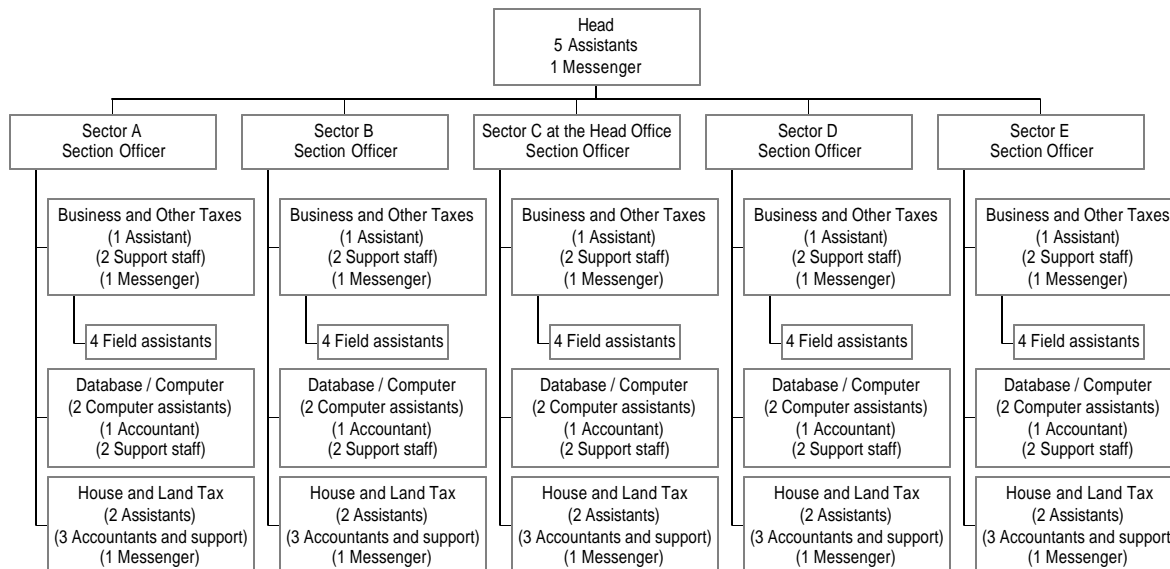 Head
5 Assistants
1 Messenger
Sector A
Section Officer
Sector B
Section Officer
Sector C at the Head Office
Section Officer
Sector D
Section Officer
Sector E
Section Officer
Business and Other Taxes
(1 Assistant)
(2 Support staff)
(1 Messenger)
Business and Other Taxes
(1 Assistant)
(2 Support staff)
(1 Messenger)
Business and Other Taxes
(1 Assistant)
(2 Support staff)
(1 Messenger)
Business and Other Taxes
(1 Assistant)
(2 Support staff)
(1 Messenger)
Business and Other Taxes
(1 Assistant)
(2 Support staff)
(1 Messenger)
4 Field assistants
4 Field assistants
4 Field assistants
4 Field assistants
4 Field assistants
Database / Computer
(2 Computer assistants)
(1 Accountant)
(2 Support staff)
Database / Computer
(2 Computer assistants)
(1 Accountant)
(2 Support staff)
Database / Computer
(2 Computer assistants)
(1 Accountant)
(2 Support staff)
Database / Computer
(2 Computer assistants)
(1 Accountant)
(2 Support staff)
Database / Computer
(2 Computer assistants)
(1 Accountant)
(2 Support staff)
House and Land Tax
(2 Assistants)
(3 Accountants and support)
(1 Messenger)
House and Land Tax
(2 Assistants)
(3 Accountants and support)
(1 Messenger)
House and Land Tax
(2 Assistants)
(3 Accountants and support)
(1 Messenger)
House and Land Tax
(2 Assistants)
(3 Accountants and support)
(1 Messenger)
House and Land Tax
(2 Assistants)
(3 Accountants and support)
(1 Messenger)